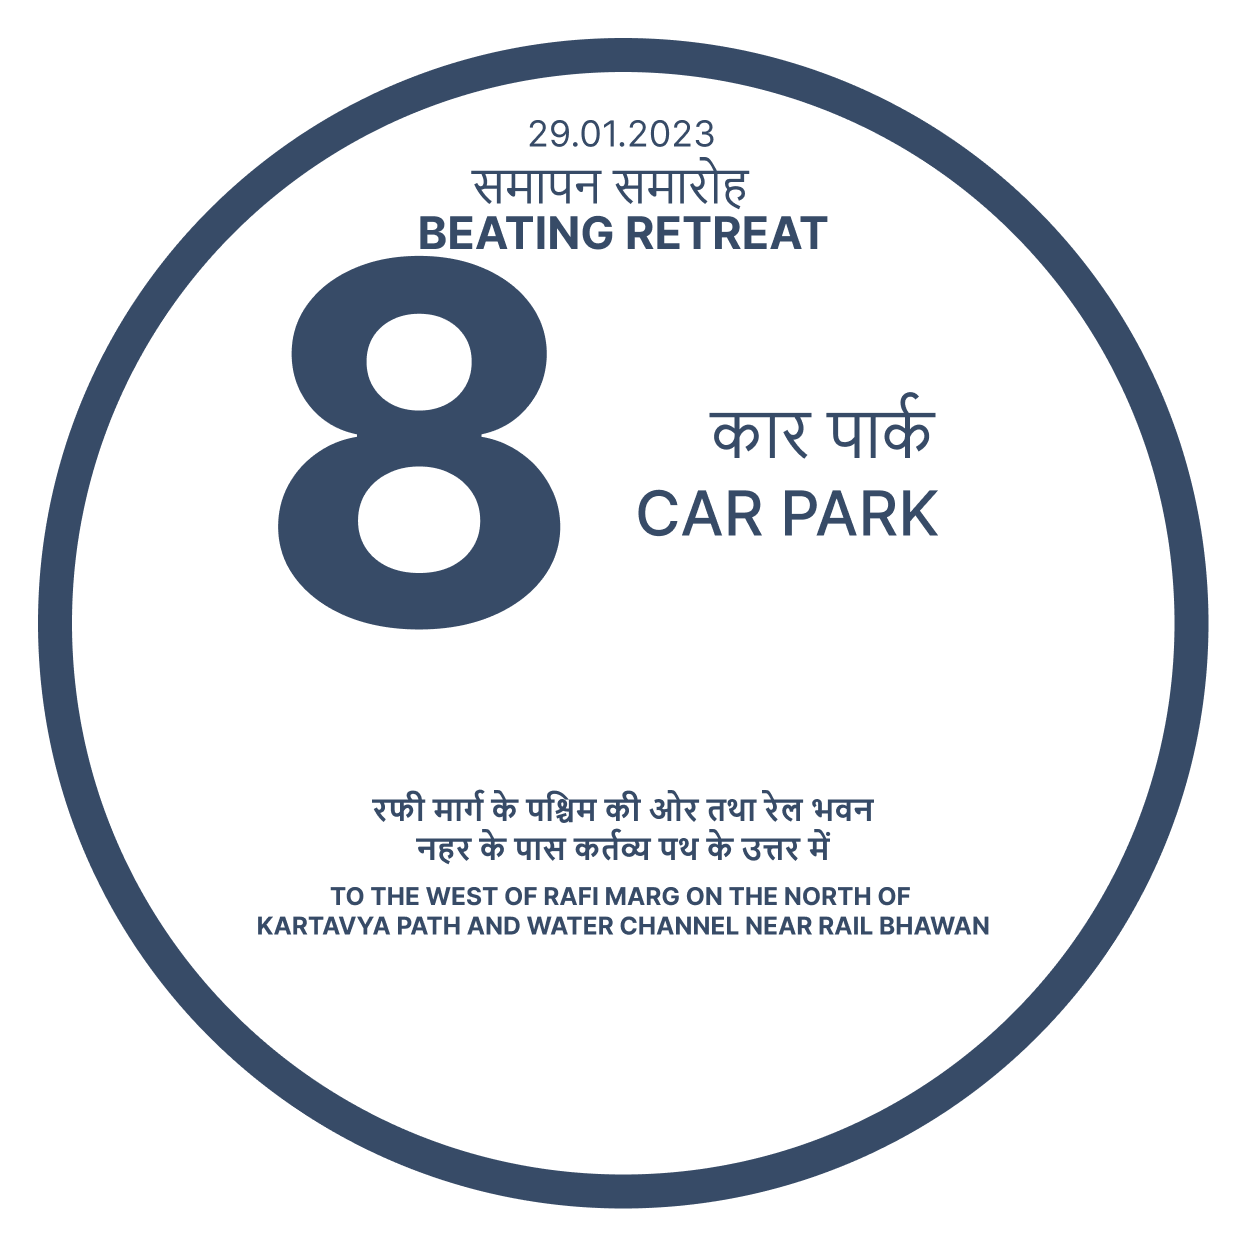 29.01.2023
समापन समारोह
BEATING RETREAT
8
कार पार्क
CAR PARK
रफी मार्ग के पश्चिम की ओर तथा रेल भवन
नहर के पास कर्तव्य पथ के उत्तर में
TO THE WEST OF RAFI MARG ON THE NORTH OF
KARTAVYA PATH AND WATER CHANNEL NEAR RAIL BHAWAN